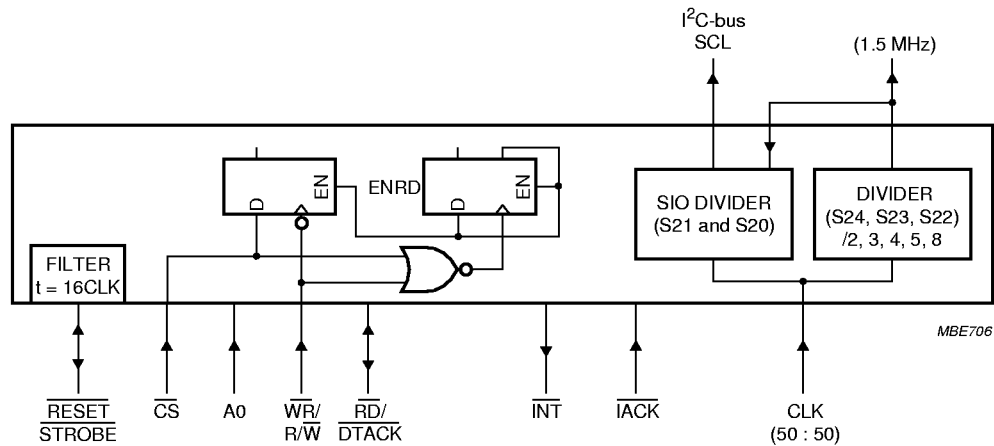 I²C-bus
SCL
(1.5 MHz)
D
EN
ENRD
D
EN
SIO DIVIDER
(S21 and S20)
DIVIDER
(S24, S23, S22)
/2, 3, 4, 5, 8
FILTER
t = 16CLK
MBE706
RESET
STROBE
CS
A0
WR/
R/W
RD/
DTACK
INT
IACK
CLK
(50 : 50)